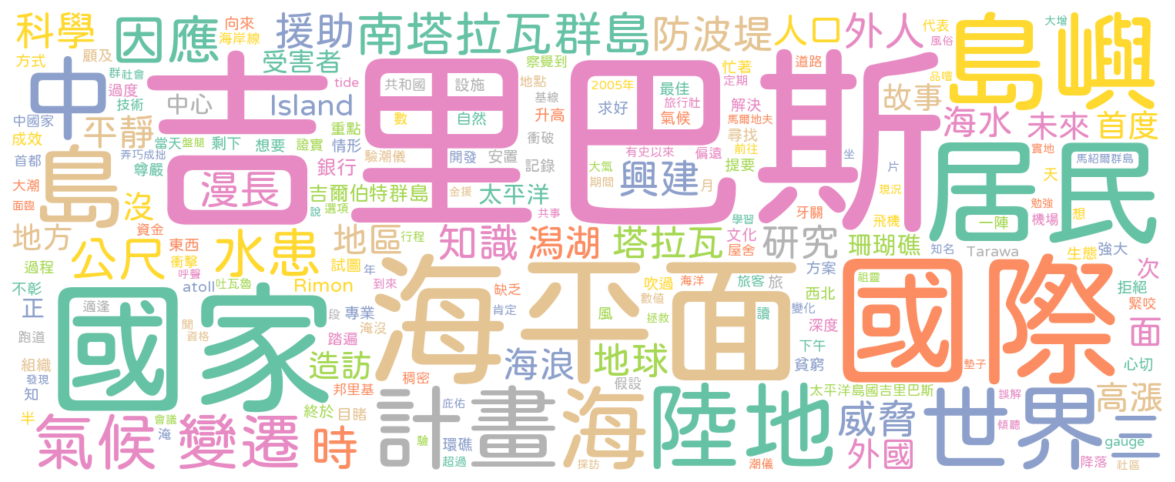 科學 因應 援助 南塔拉瓦群島 防波堤 人口 外人 代表 大增
向來 海岸線 風俗 島嶼
方式 顧及 群社會 受害者 察覺到 忙著 道路 品嚐
中 過度 技術 中心 Island tide 共和國 設施 地點 2005年 最佳 定期 故事
吉里巴斯
中國家 平靜 基線 求好 旅行社 解決 海水 未來 首度
成效 當天 盤腿 剩下 想要 重點 數 自然 升高 氣候 馬爾地夫
首都 弄巧成拙 證實 情形 衝破 有史以來 尋找 前往 實地
島 尊嚴 銀行 驗潮儀 開發 安置 記錄 大氣 偏遠 提要 坐 片 居民 馬紹爾群島
大潮 漫長 吉爾伯特群島 金援 太平洋 期間 興建 月 現況 天
面臨 沒 資金 說 選項 共事 學習 牙關 飛機 一陣 勉強 機場 想
地方 公尺 東西 水患 地區 行程 知識 潟湖 塔拉瓦 文化 屋舍 研究 珊瑚礁 知名 Tarawa 生態 強大
過程 衝擊 呼聲 試圖 年 到來 吹過 海洋 旅客 旅 方案 祖靈 次
不彰 atoll 吐瓦魯 Rimon 缺乏 數值 西北 拒絕
正 適逢 國家 段 專業 海平面 肯定 風 拯救 讀 變化 深度 國際 緊咬
跑道 聞 資格 踏遍 淹沒 下午 面
組織 造訪 海浪 地球 貧窮 墊子 心切
發現 知 邦里基 稠密 假設 太平洋島國吉里巴斯 誤解 高漲
半 會議 終於 目睹 計畫 庇佑 海 陸地 威脅 世界 傾聽 三
氣候 變遷 時 驗 環礁 gauge
淹 超過 探訪 潮儀 外國 降落 社區